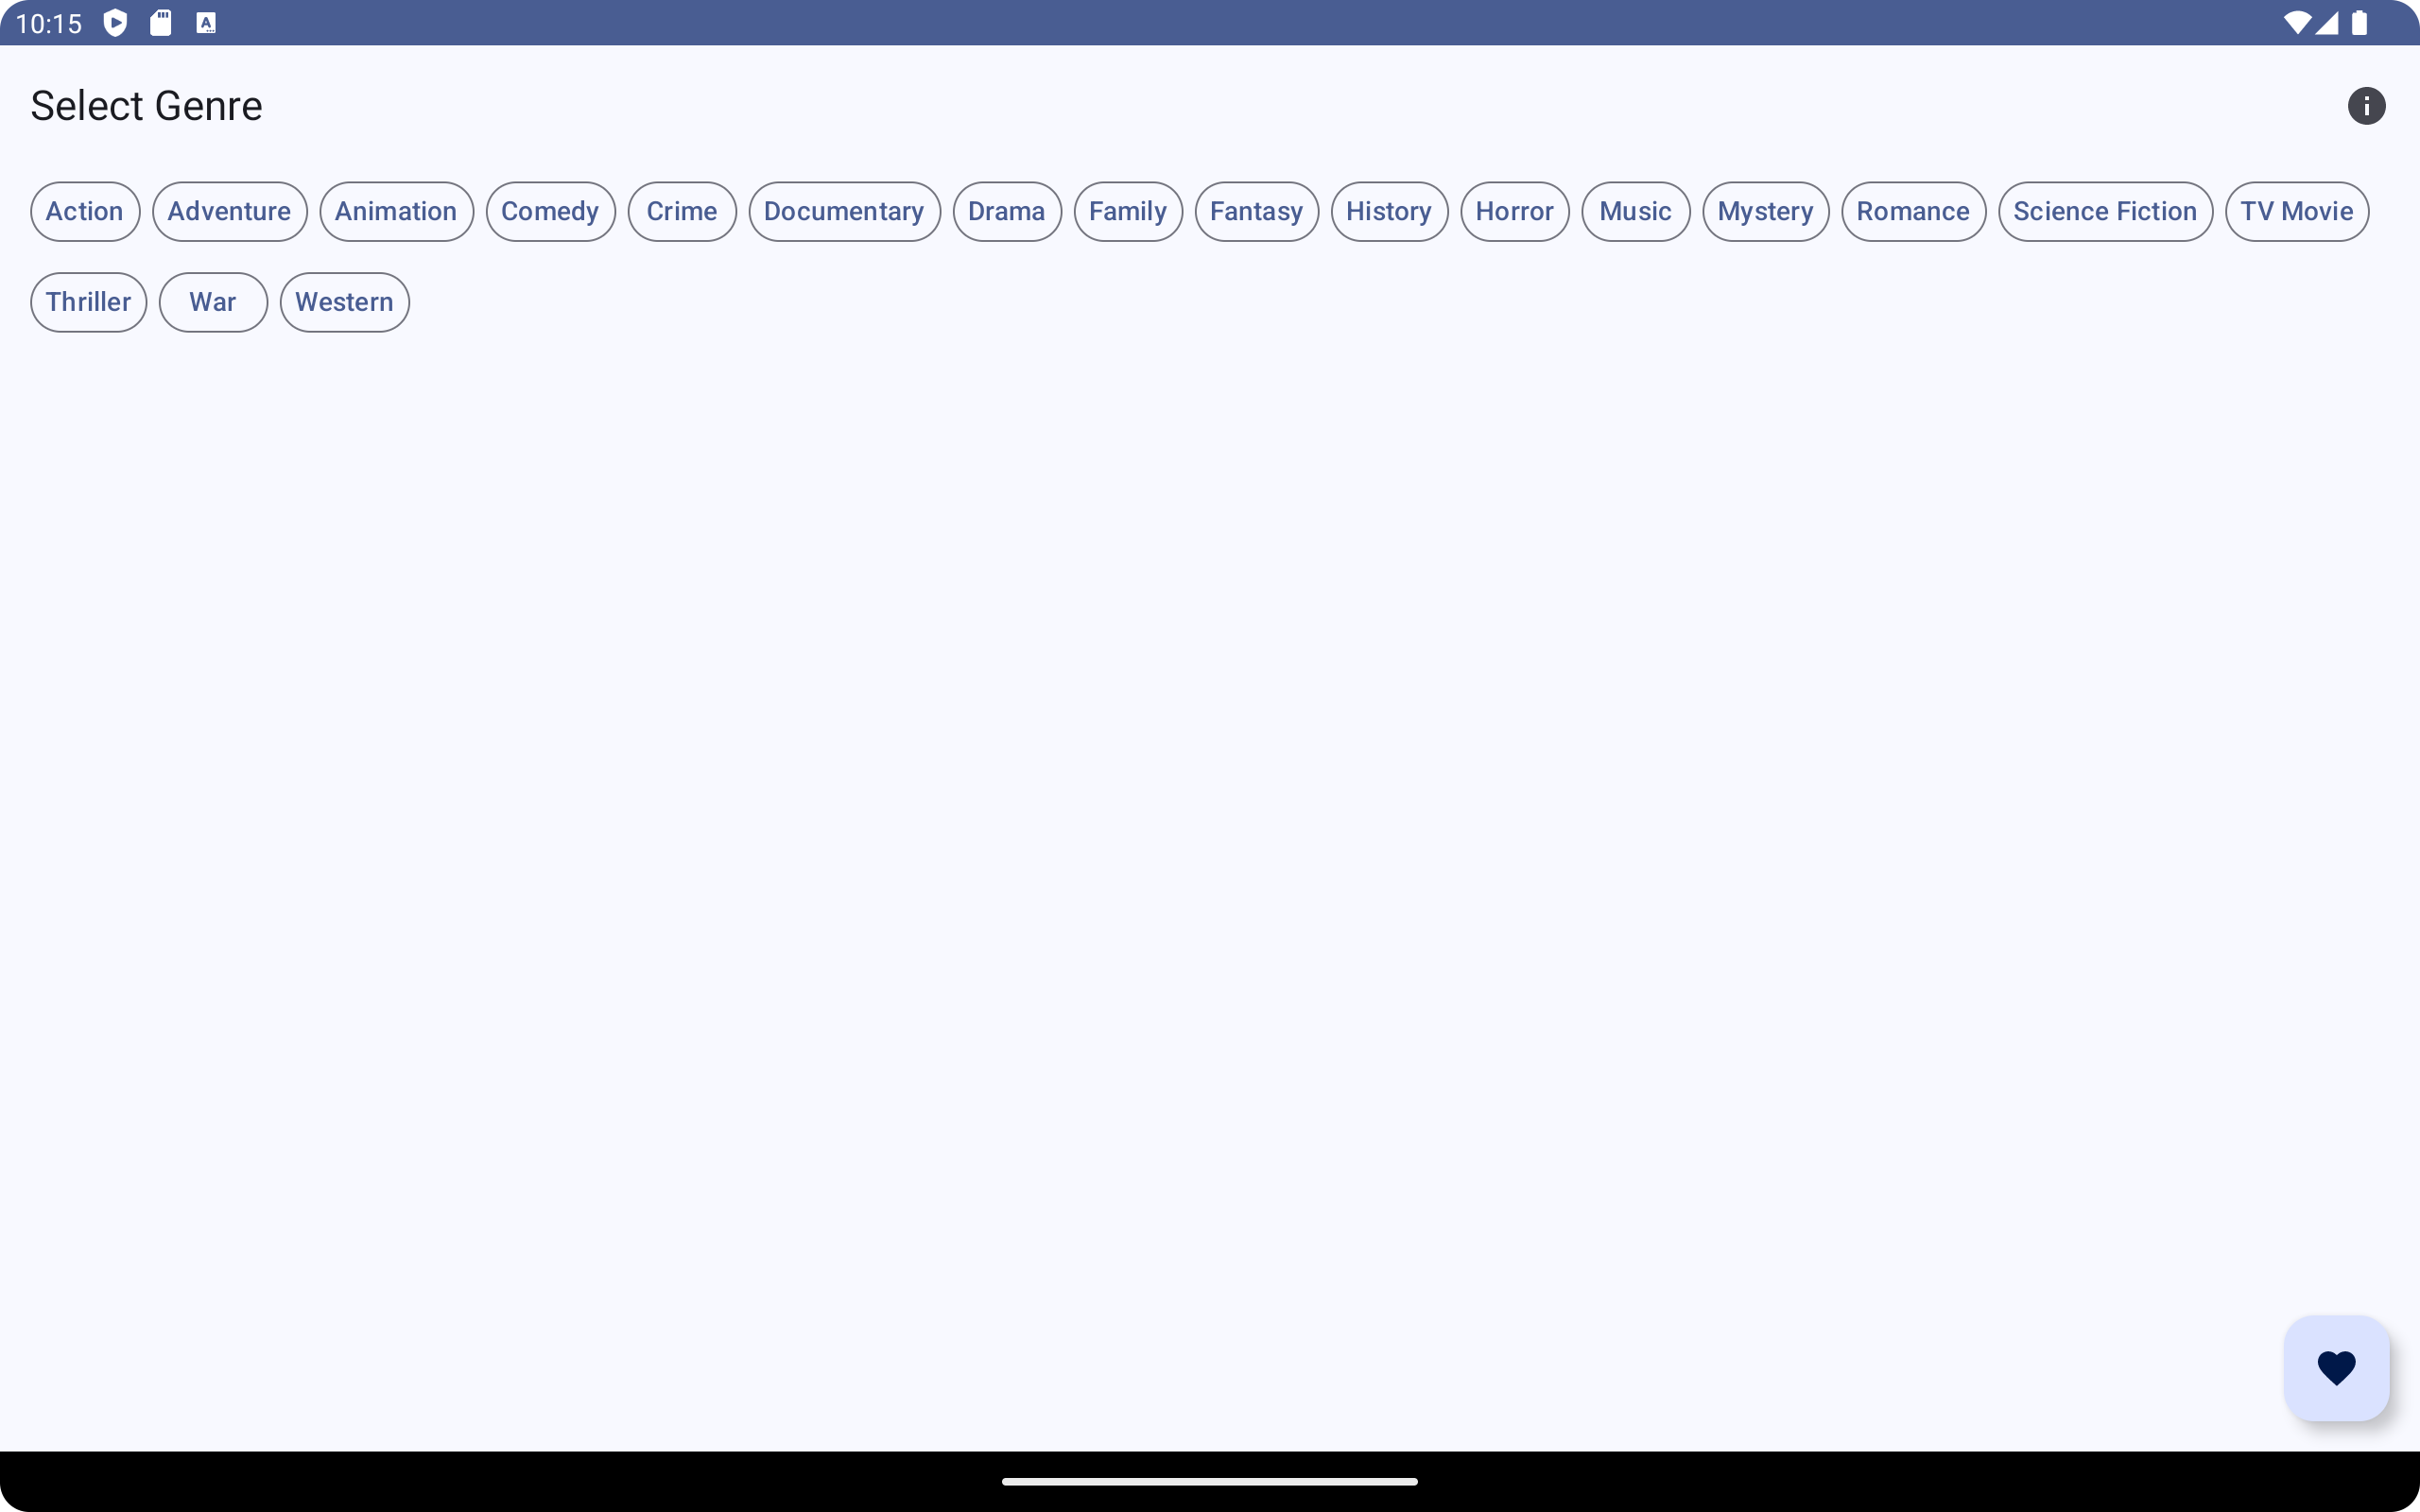 10:15
Select Genre
Action Adventure Animation Comedy Crime Documentary Drama Family Fantasy History Horror Music Mystery Romance Science Fiction TV Movie
Thriller War Western